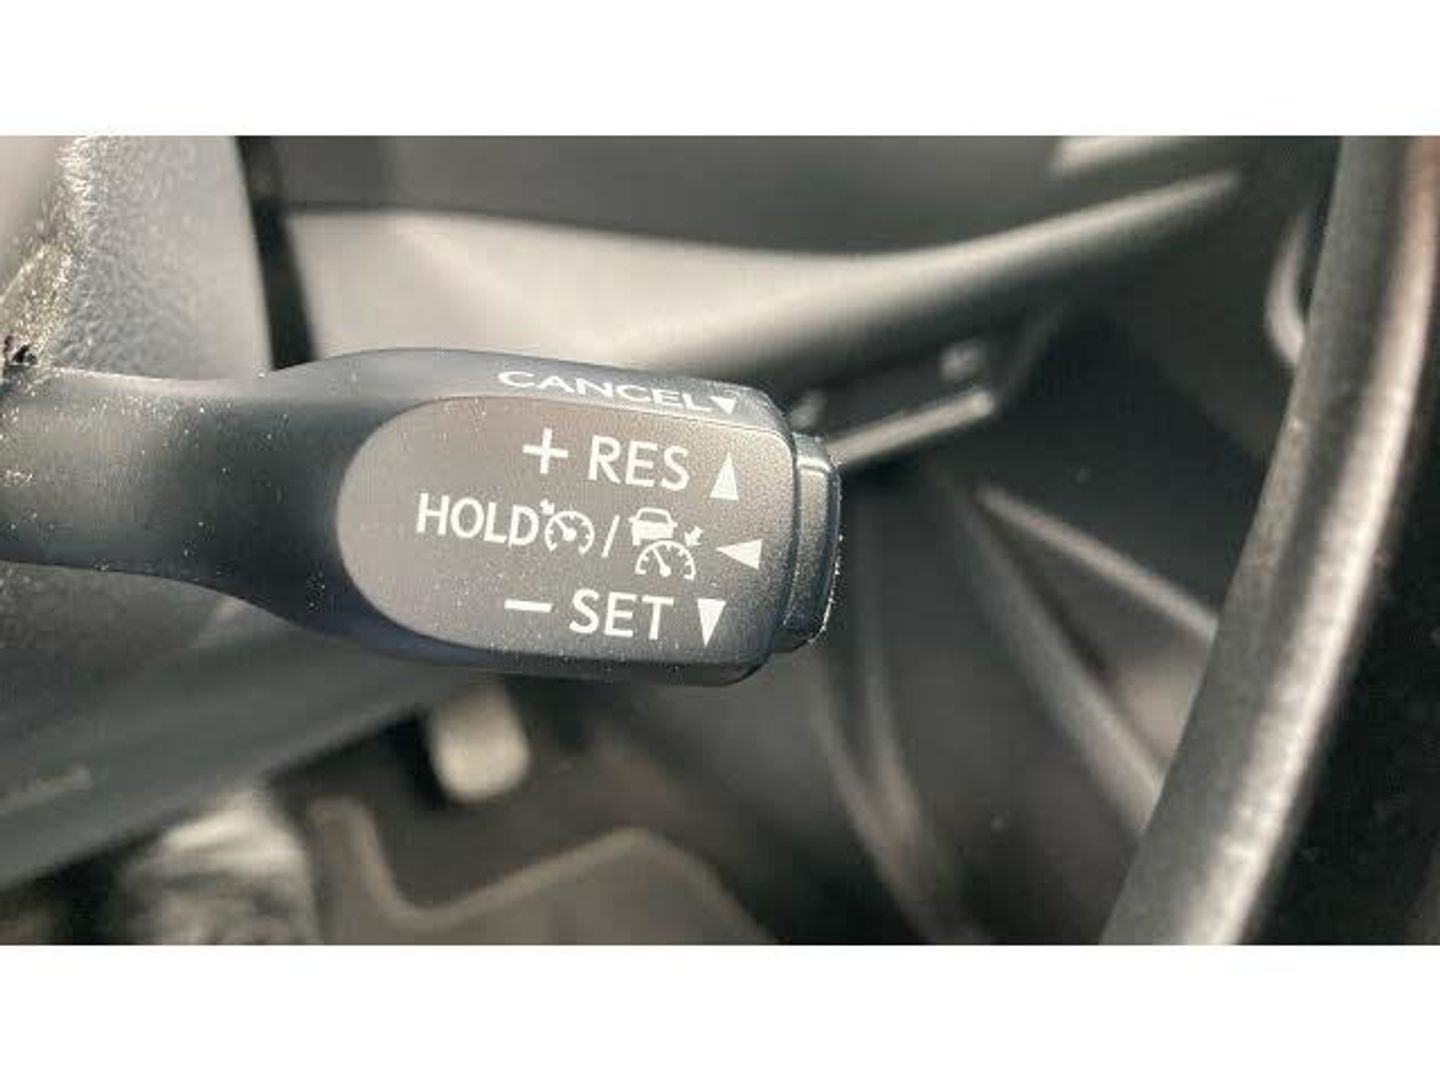 CANCEL
+ RES
HOLD /
− SET